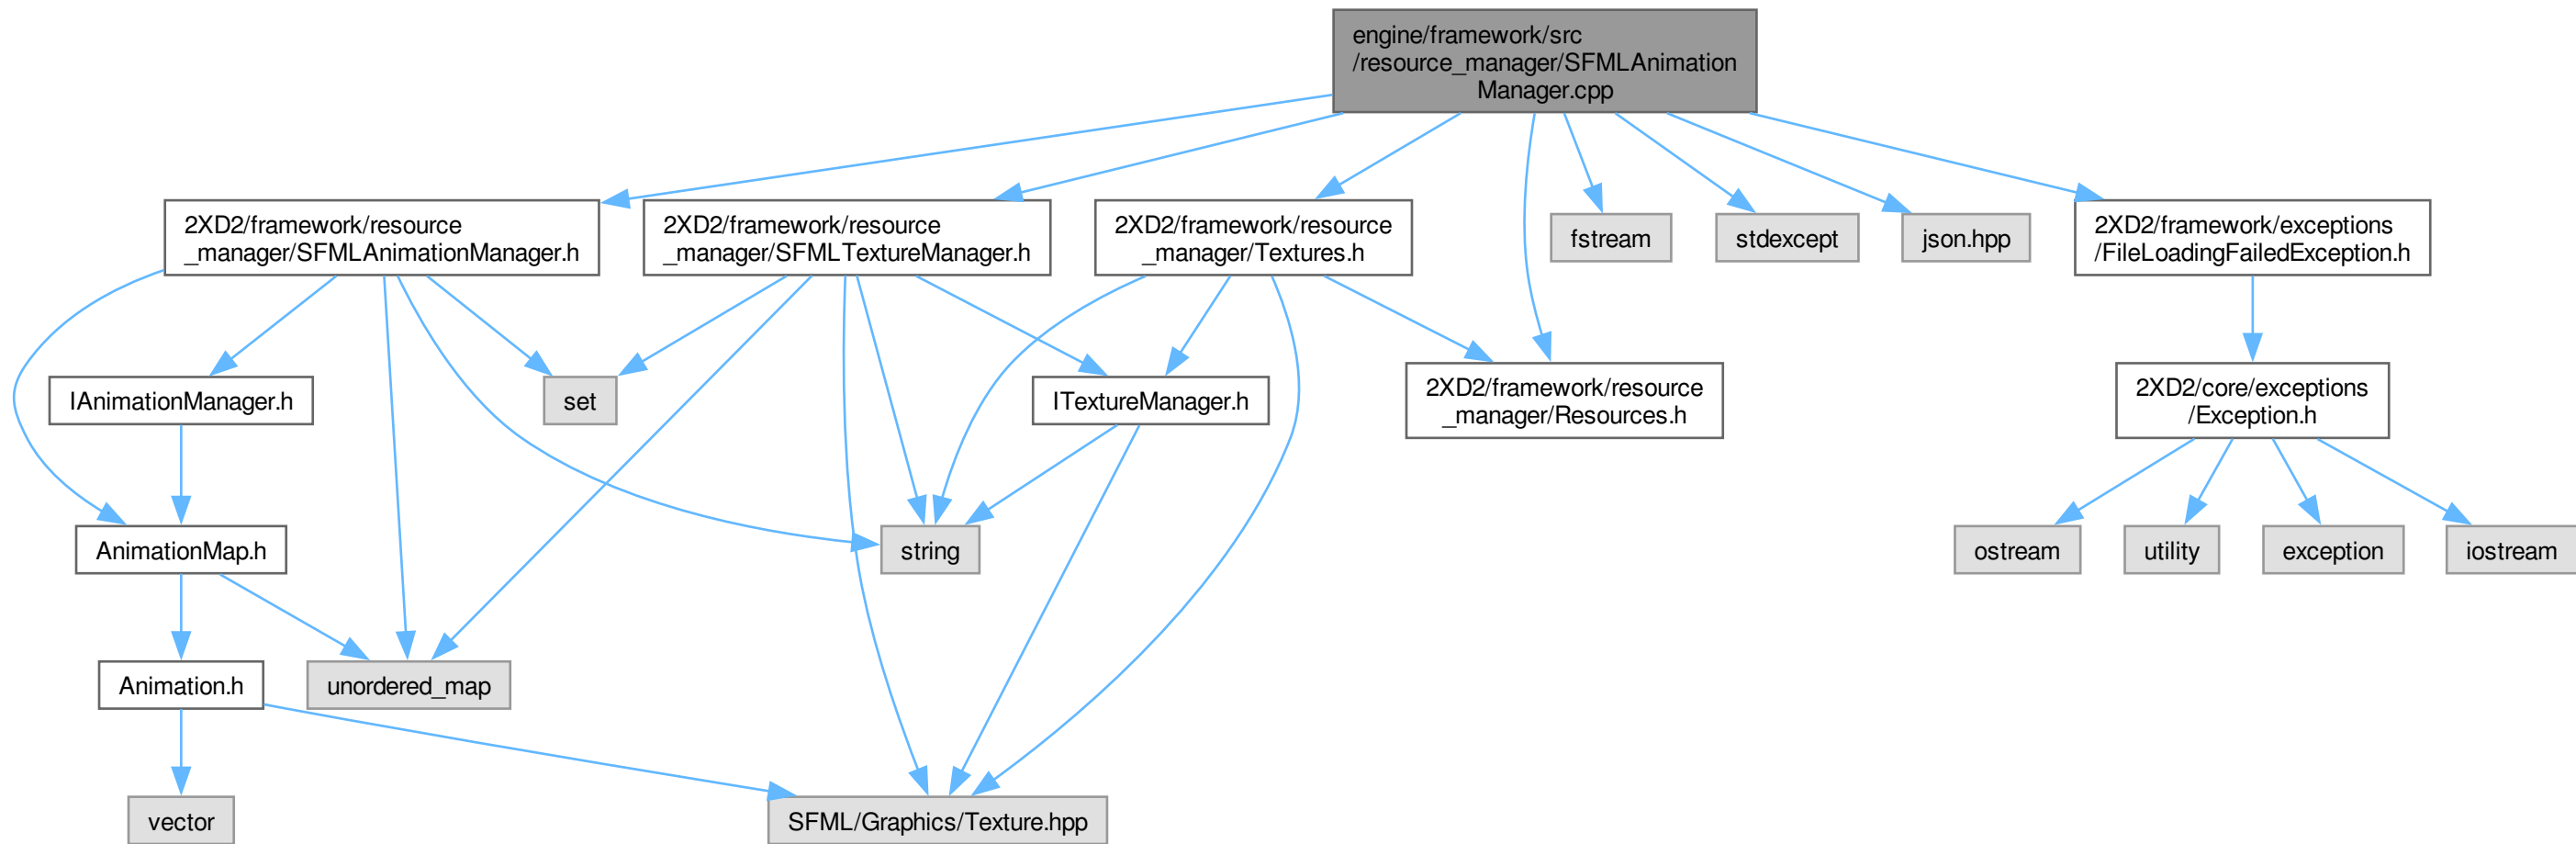 engine/framework/src
/resource_manager/SFMLAnimation
Manager.cpp
2XD2/framework/resource
_manager/SFMLAnimationManager.h
2XD2/framework/resource
_manager/SFMLTextureManager.h
2XD2/framework/resource
_manager/Textures.h
fstream
stdexcept
json.hpp
2XD2/framework/exceptions
/FileLoadingFailedException.h
IAnimationManager.h
set
ITextureManager.h
2XD2/framework/resource
_manager/Resources.h
2XD2/core/exceptions
/Exception.h
AnimationMap.h
string
ostream
utility
exception
iostream
Animation.h
unordered_map
vector
SFML/Graphics/Texture.hpp